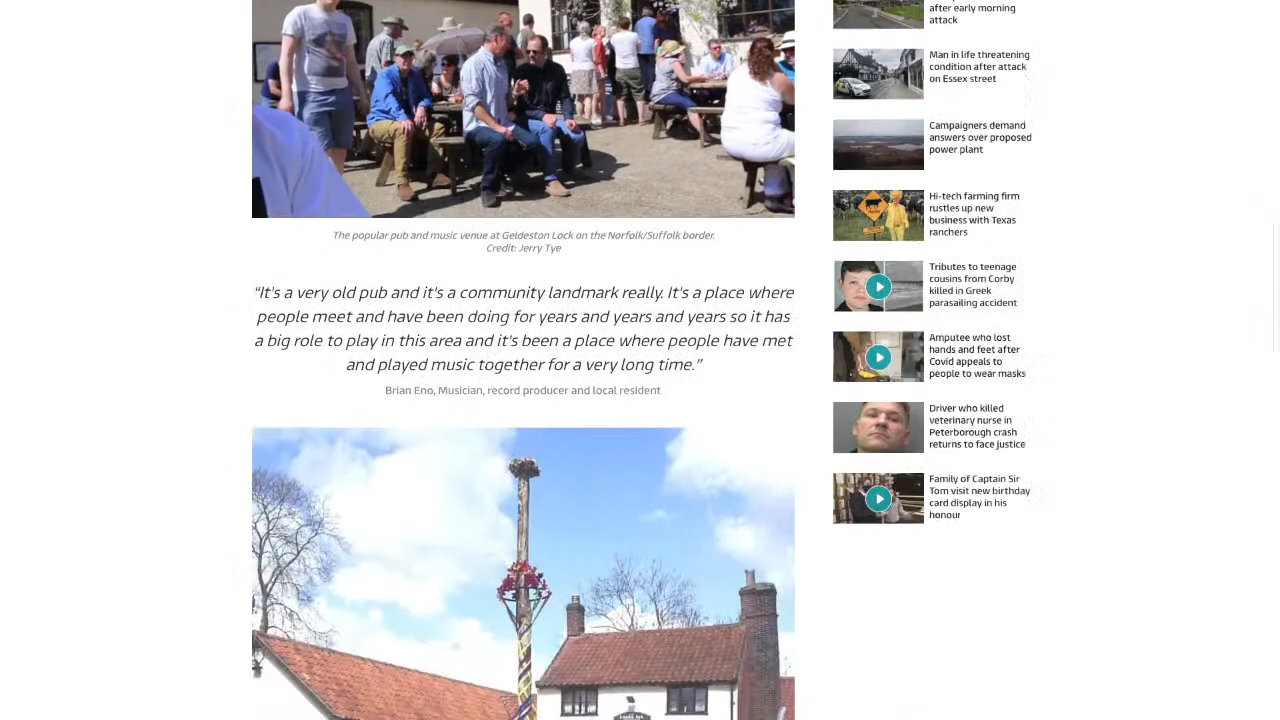 The popular pub and music venue at Geldeston Lock on the Norfolk/Suffolk border.
Credit: Jerry Tye
“It's a very old pub and it's a community landmark really. It's a place where
people meet and have been doing for years and years and years so it has
a big role to play in this area and it's been a place where people have met
and played music together for a very long time.”
Brian Eno, Musician, record producer and local resident
after early morning
attack
Man in life threatening
condition after attack
on Essex street
Campaigners demand
answers over proposed
power plant
Hi-tech farming firm
rustles up new
business with Texas
ranchers
Tributes to teenage
cousins from Corby
killed in Greek
parasailing accident
Amputee who lost
hands and feet after
Covid appeals to
people to wear masks
Driver who killed
veterinary nurse in
Peterborough crash
returns to face justice
Family of Captain Sir
Tom visit new birthday
card display in his
honour